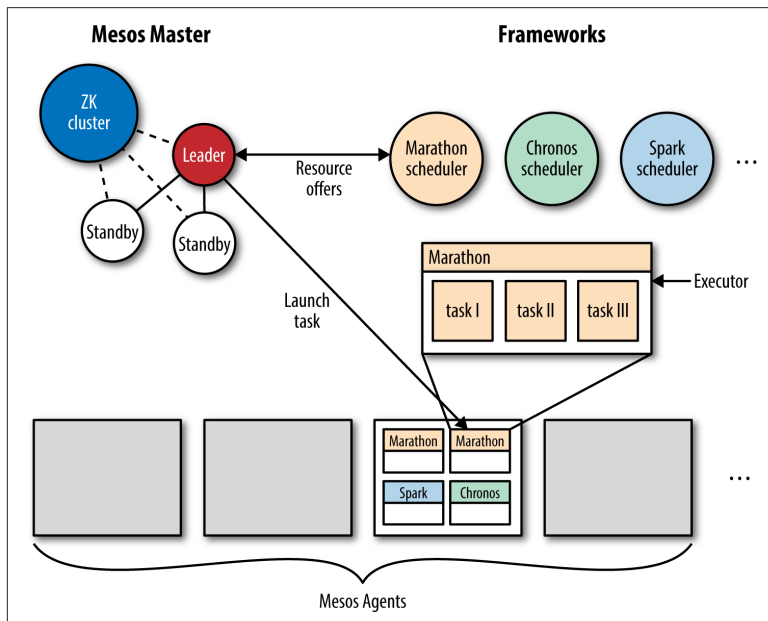 Mesos Master
Frameworks
ZK
cluster
Leader
Standby
Standby
Resource
offers
Marathon
scheduler
Chronos
scheduler
Spark
scheduler
...
Marathon
task I
task II
task III
Executor
Launch
task
Marathon
Marathon
Spark
Chronos
...
Mesos Agents